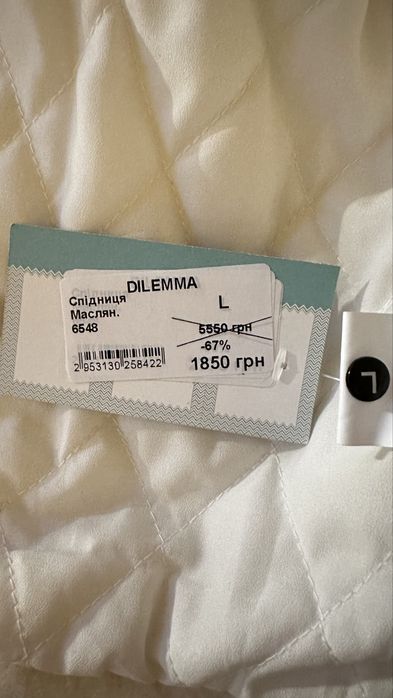 DILEMMA
Спідниця L
Маслян.
6548 5550 грн
-67%
2 953130 258422 1850 грн
L